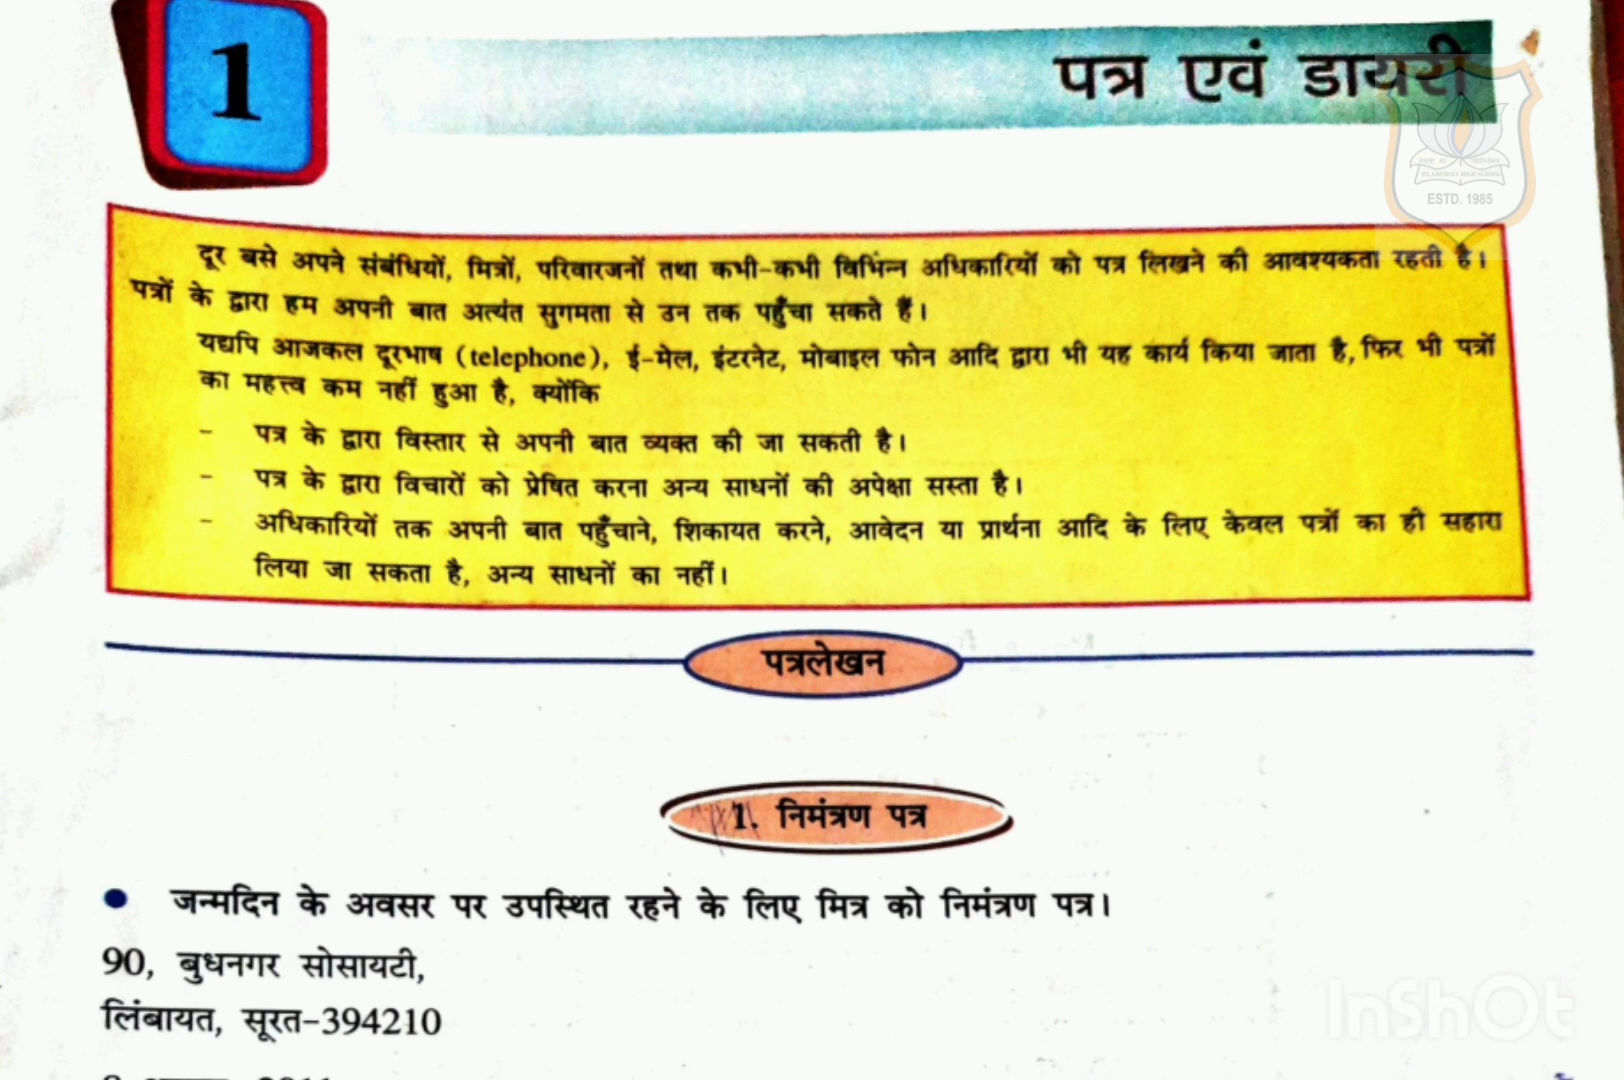 1
पत्र एवं डायरी
ESTD. 1985
दूर बसे अपने संबंधियों, मित्रों, परिवारजनों तथा कभी-कभी विभिन्न अधिकारियों को पत्र लिखने की आवश्यकता रहती है।
पत्रों के द्वारा हम अपनी बात अत्यंत सुगमता से उन तक पहुँचा सकते हैं।
यद्यपि आजकल दूरभाष (telephone), ई-मेल, इंटरनेट, मोबाइल फोन आदि द्वारा भी यह कार्य किया जाता है, फिर भी पत्रों
का महत्त्व कम नहीं हुआ है, क्योंकि
- पत्र के द्वारा विस्तार से अपनी बात व्यक्त की जा सकती है।
- पत्र के द्वारा विचारों को प्रेषित करना अन्य साधनों की अपेक्षा सस्ता है।
- अधिकारियों तक अपनी बात पहुँचाने, शिकायत करने, आवेदन या प्रार्थना आदि के लिए केवल पत्रों का ही सहारा
लिया जा सकता है, अन्य साधनों का नहीं।
पत्रलेखन
1. निमंत्रण पत्र
• जन्मदिन के अवसर पर उपस्थित रहने के लिए मित्र को निमंत्रण पत्र।
90, बुधनगर सोसायटी,
लिंबायत, सूरत-394210
InShOt